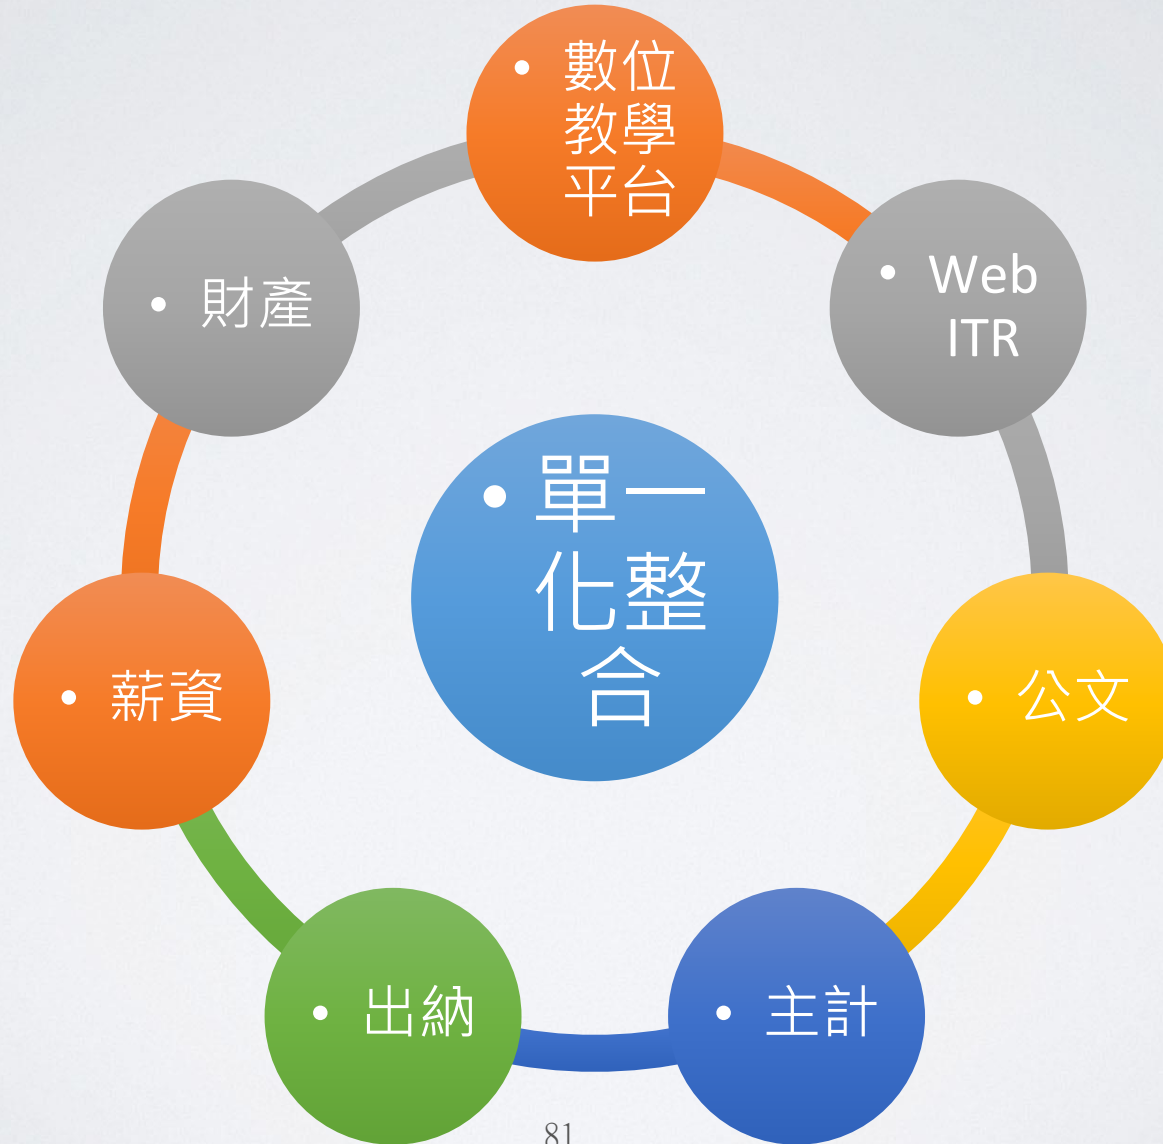 • 數位
教學
平台
• Web
ITR
• 公文
• 主計
• 出納
• 薪資
• 財產
• 單一
化整
合
81